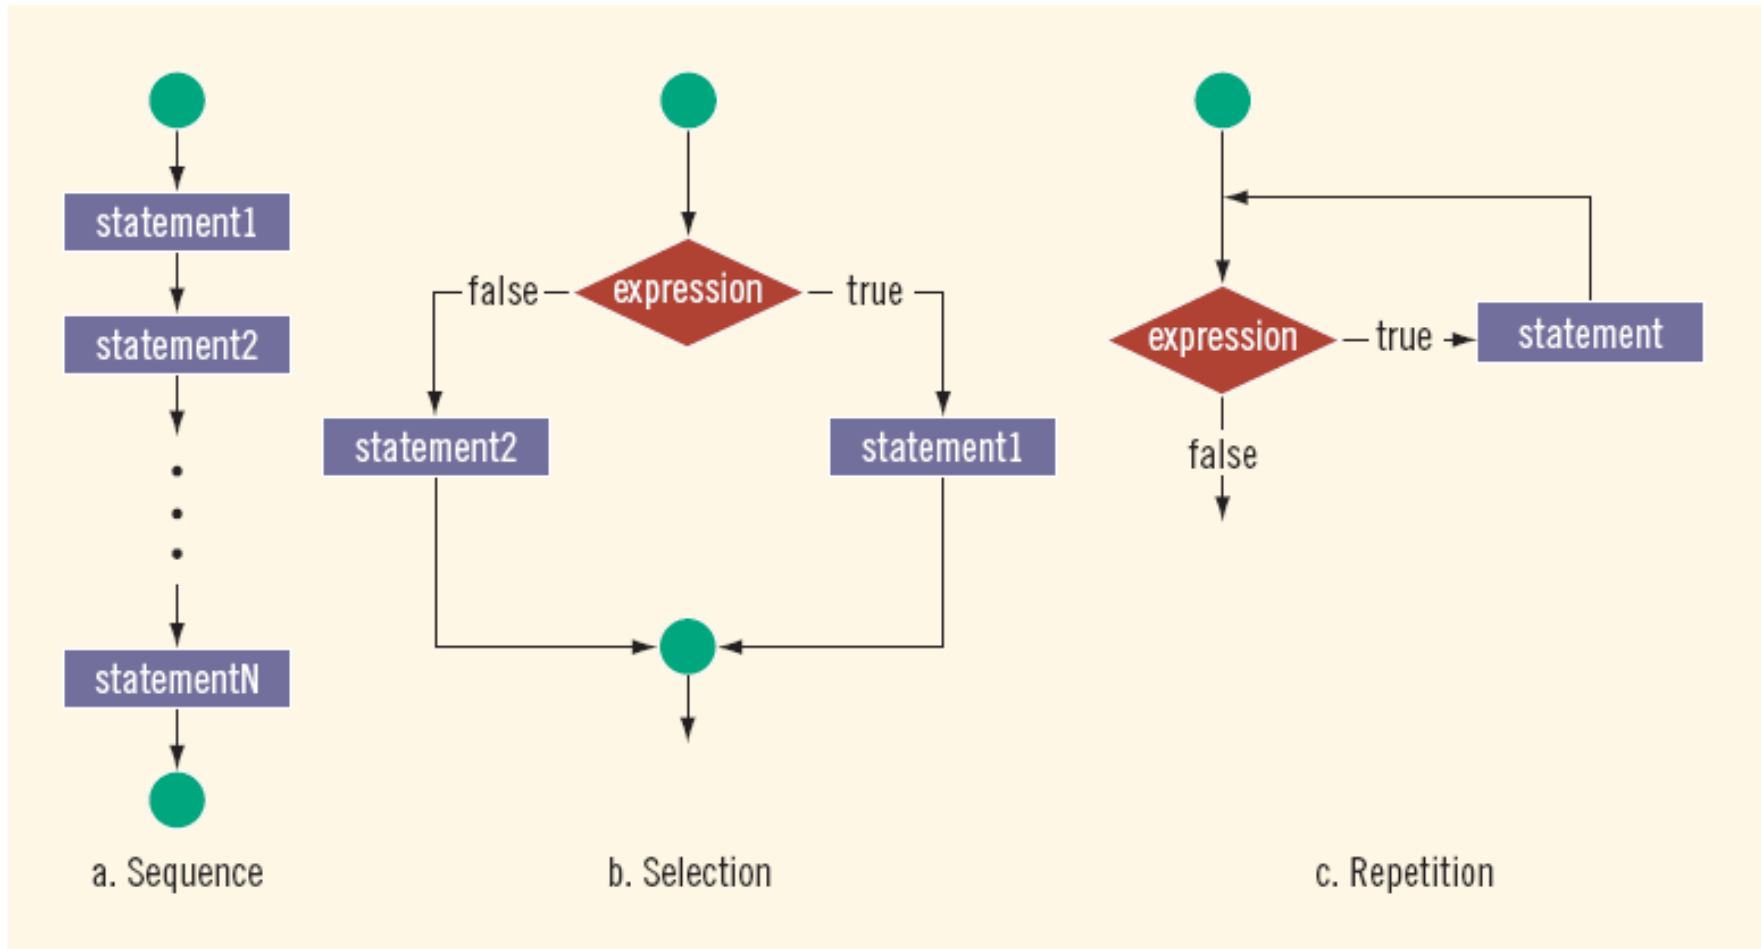 statement1
statement2
statementN
a. Sequence
expression
false
true
statement2
statement1
b. Selection
expression
true
statement
false
c. Repetition